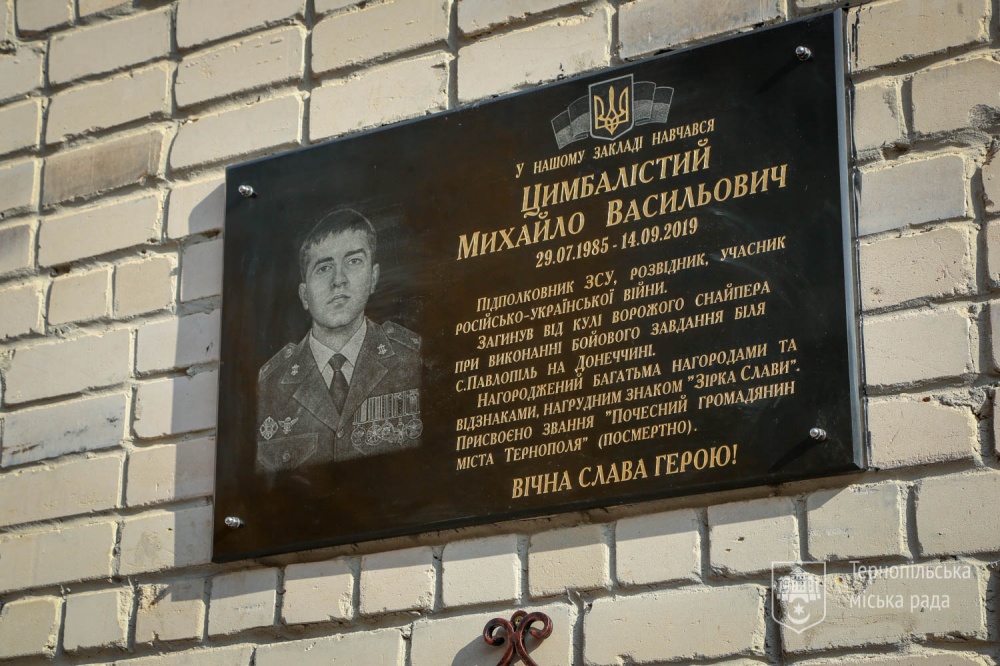 У НАШОМУ ЗАКЛАДІ НАВЧАВСЯ
ЦИМБАЛІСТИЙ
МИХАЙЛО ВАСИЛЬОВИЧ
29.07.1985 - 14.09.2019
ПІДПОЛКОВНИК ЗСУ, РОЗВІДНИК, УЧАСНИК
РОСІЙСЬКО-УКРАЇНСЬКОЇ ВІЙНИ.
ЗАГИНУВ ВІД КУЛІ ВОРОЖОГО СНАЙПЕРА
ПРИ ВИКОНАННІ БОЙОВОГО ЗАВДАННЯ БІЛЯ
С.ПАВЛОПІЛЬ НА ДОНЕЧЧИНІ.
НАГОРОДЖЕНИЙ БАГАТЬМА НАГОРОДАМИ ТА
ВІДЗНАКАМИ, НАГРУДНИМ ЗНАКОМ "ЗІРКА СЛАВИ".
ПРИСВОЄНО ЗВАННЯ "ПОЧЕСНИЙ ГРОМАДЯНИН
МІСТА ТЕРНОПОЛЯ" (ПОСМЕРТНО).
ВІЧНА СЛАВА ГЕРОЮ!
Тернопільська
міська рада